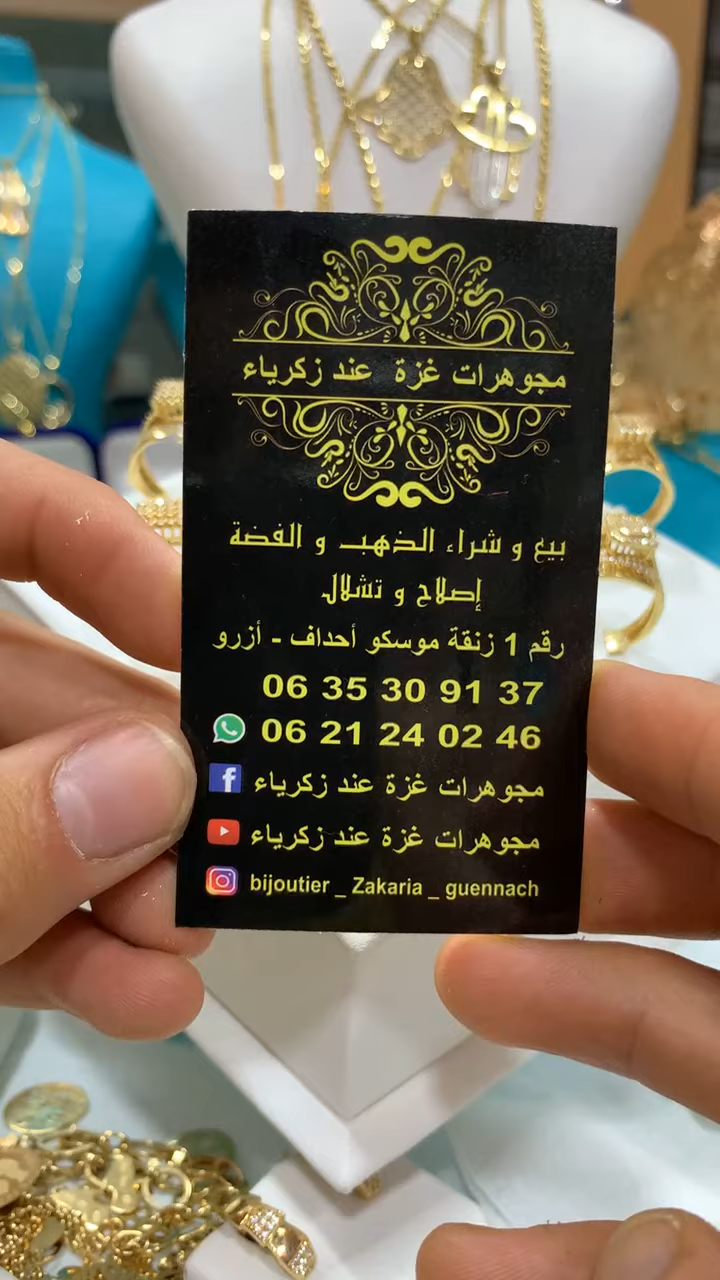 مجوهرات غزة عند زكرياء
بيع و شراء الذهب و الفضة
إصلاح و تشلال
رقم 1 زنقة موسكو أحداف - أزرو
06 35 30 91 37
06 21 24 02 46
مجوهرات غزة عند زكرياء
مجوهرات غزة عند زكرياء
bijoutier _ Zakaria _ guennach